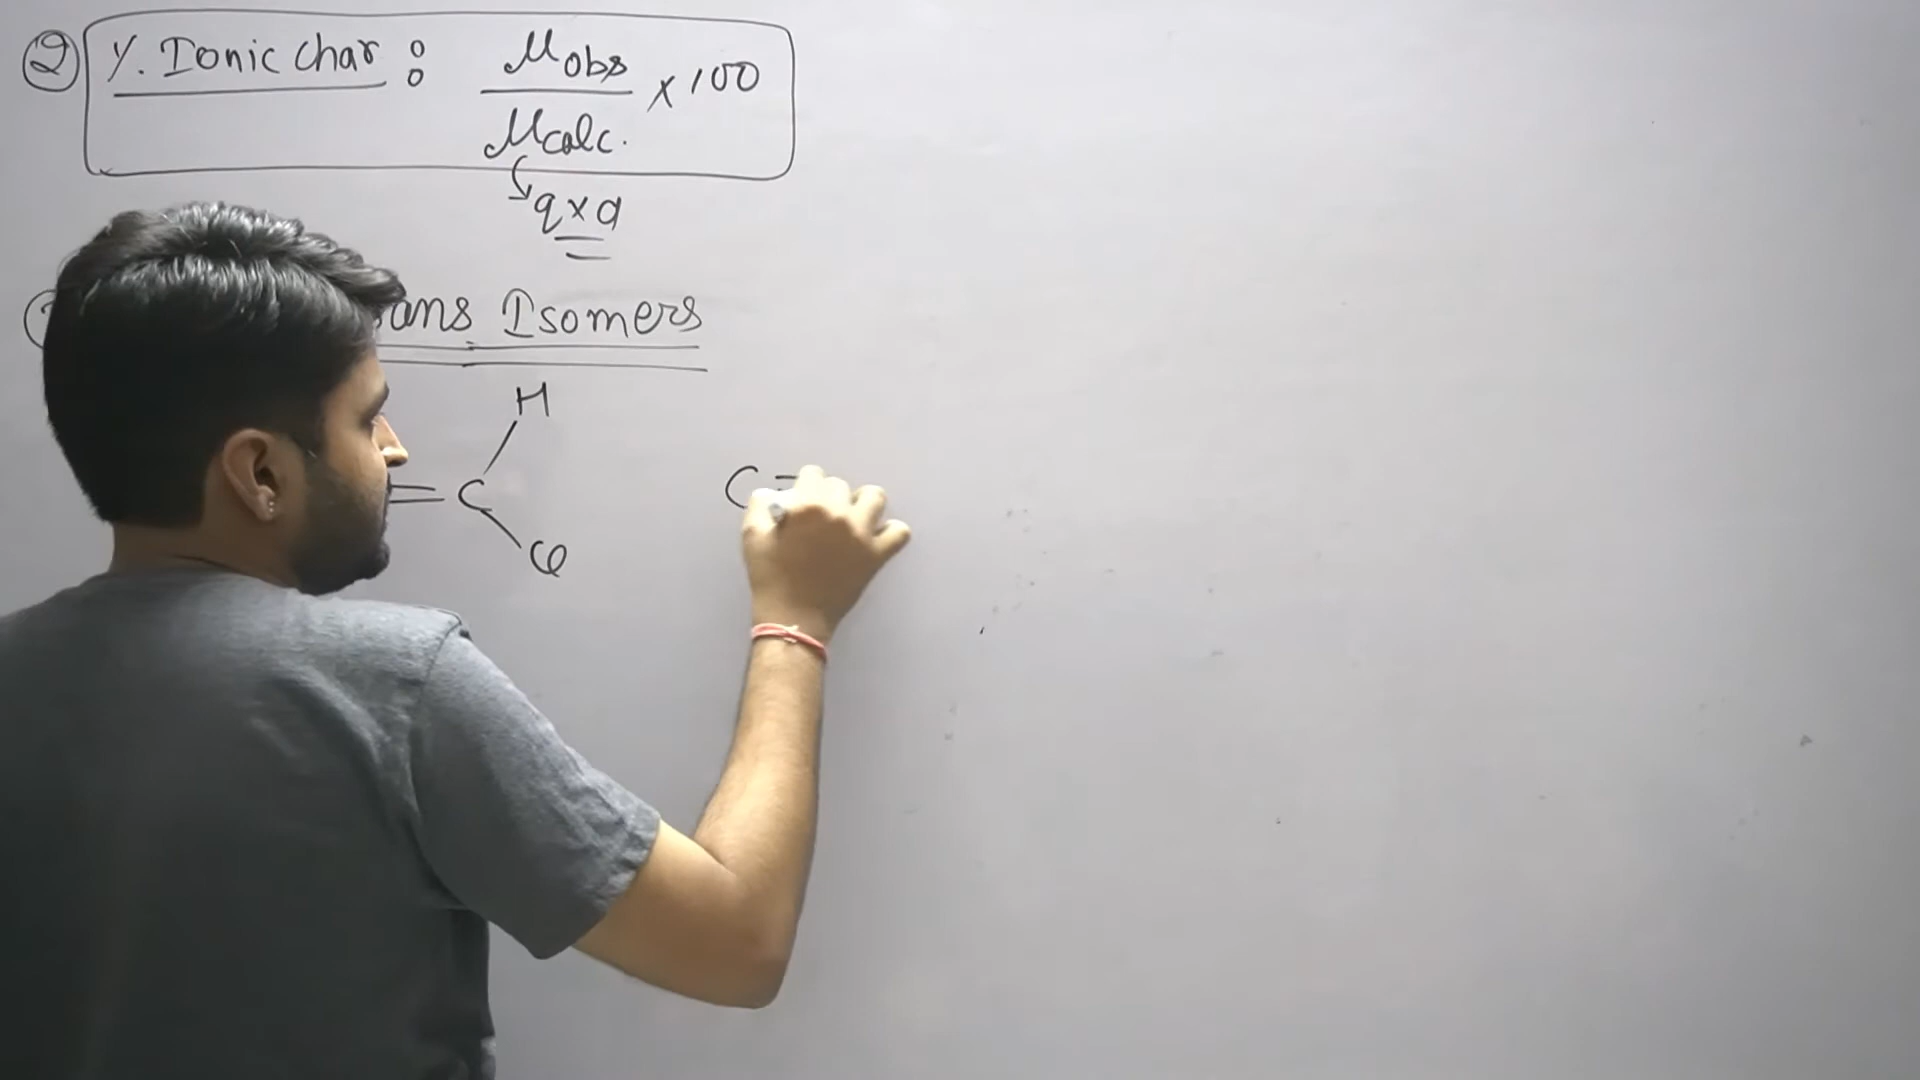 ② %. Ionic Char : μobs / μcalc. × 100
q×d
ans Isomers
H
= C
Cl
C =